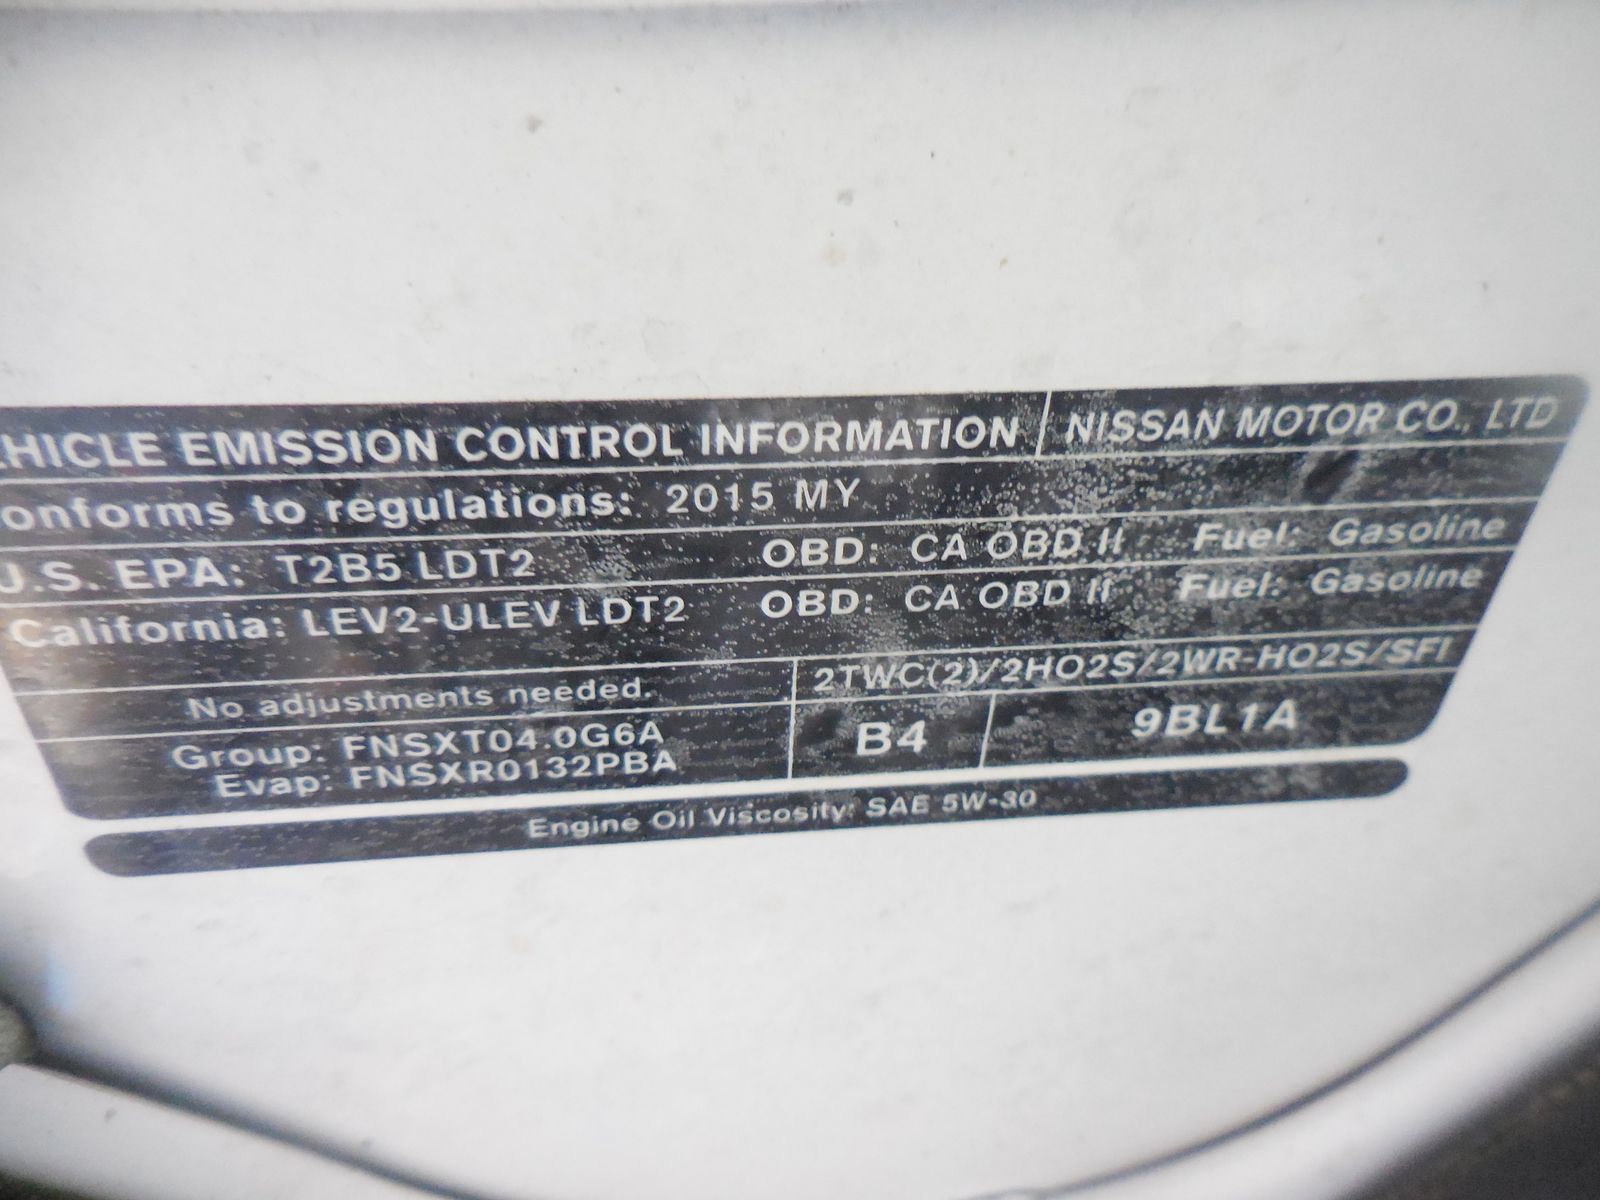 HICLE EMISSION CONTROL INFORMATION NISSAN MOTOR CO., LTD
onforms to regulations: 2015 MY
U.S. EPA: T2B5 LDT2 OBD: CA OBD II Fuel: Gasoline
California: LEV2-ULEV LDT2 OBD: CA OBD II Fuel: Gasoline
No adjustments needed. 2TWC(2)/2HO2S/2WR-HO2S/SFI
Group: FNSXT04.0G6A B4 9BL1A
Evap: FNSXR0132PBA
Engine Oil Viscosity: SAE 5W-30